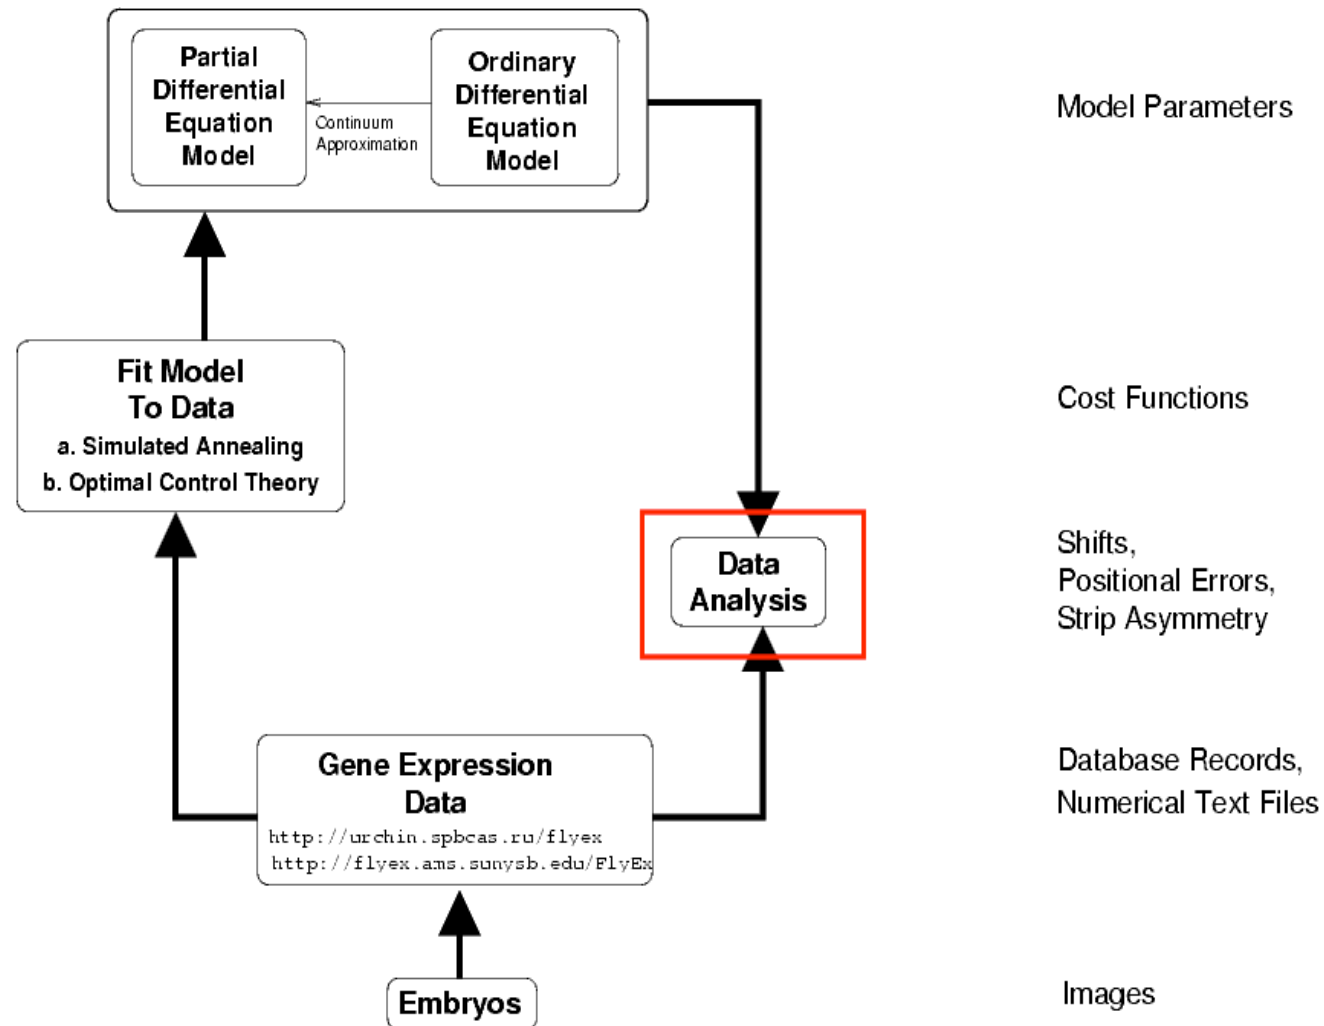 Partial
Differential
Equation
Model
Continuum
Approximation
Ordinary
Differential
Equation
Model
Model Parameters
Fit Model
To Data
a. Simulated Annealing
b. Optimal Control Theory
Cost Functions
Data
Analysis
Shifts,
Positional Errors,
Strip Asymmetry
Gene Expression
Data
http://urchin.spbcas.ru/flyex
http://flyex.ams.sunysb.edu/FlyEx
Database Records,
Numerical Text Files
Embryos
Images